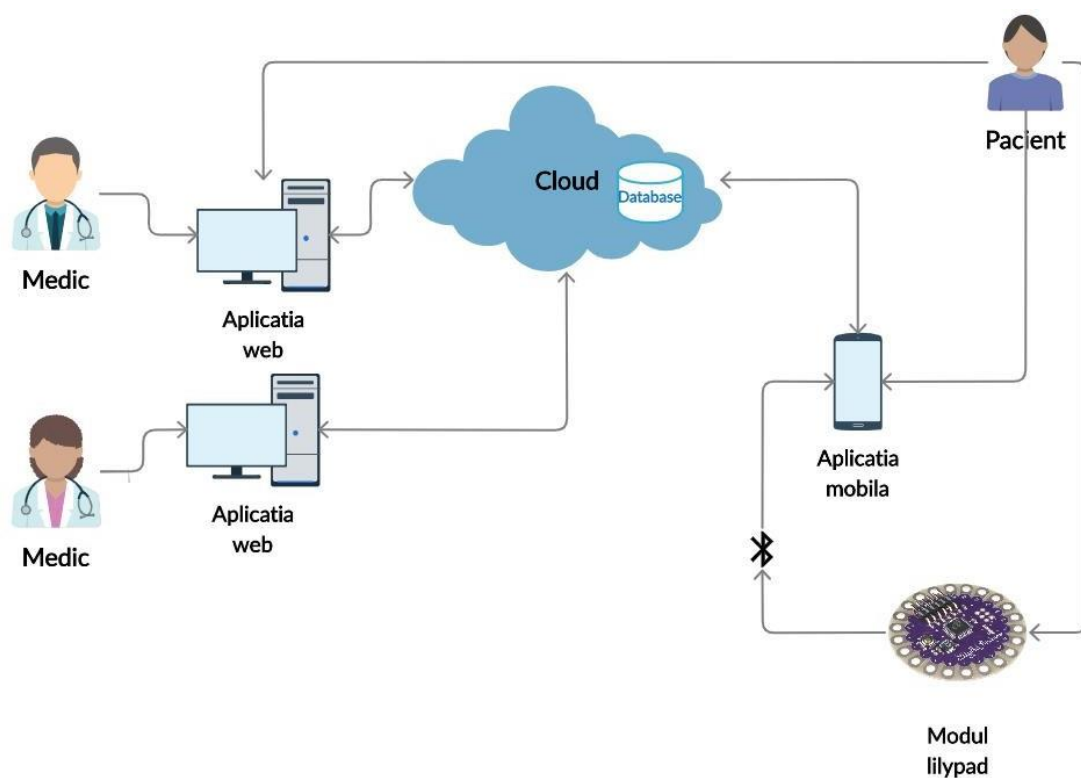 Pacient
Cloud
Database
Medic
Aplicatia
web
Aplicatia
mobila
Aplicatia
web
Medic
Modul
lilypad